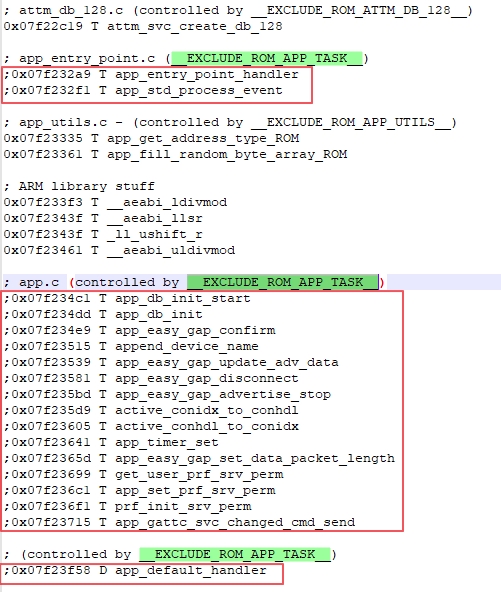 ; attm_db_128.c (controlled by __EXCLUDE_ROM_ATTM_DB_128__)
0x07f22c19 T attm_svc_create_db_128
; app_entry_point.c (__EXCLUDE_ROM_APP_TASK__)
;0x07f232a9 T app_entry_point_handler
;0x07f232f1 T app_std_process_event
; app_utils.c - (controlled by __EXCLUDE_ROM_APP_UTILS__)
0x07f23335 T app_get_address_type_ROM
0x07f23361 T app_fill_random_byte_array_ROM
; ARM library stuff
0x07f233f3 T __aeabi_ldivmod
0x07f2343f T __aeabi_llsr
0x07f2343f T _ll_ushift_r
0x07f23461 T __aeabi_uldivmod
; app.c (controlled by __EXCLUDE_ROM_APP_TASK__)
;0x07f234c1 T app_db_init_start
;0x07f234dd T app_db_init
;0x07f234e9 T app_easy_gap_confirm
;0x07f23515 T append_device_name
;0x07f23539 T app_easy_gap_update_adv_data
;0x07f23581 T app_easy_gap_disconnect
;0x07f235bd T app_easy_gap_advertise_stop
;0x07f235d9 T active_conidx_to_conhdl
;0x07f23605 T active_conhdl_to_conidx
;0x07f23641 T app_timer_set
;0x07f2365d T app_easy_gap_set_data_packet_length
;0x07f23699 T get_user_prf_srv_perm
;0x07f236c1 T app_set_prf_srv_perm
;0x07f236f1 T prf_init_srv_perm
;0x07f23715 T app_gattc_svc_changed_cmd_send
; (controlled by __EXCLUDE_ROM_APP_TASK__)
;0x07f23f58 D app_default_handler